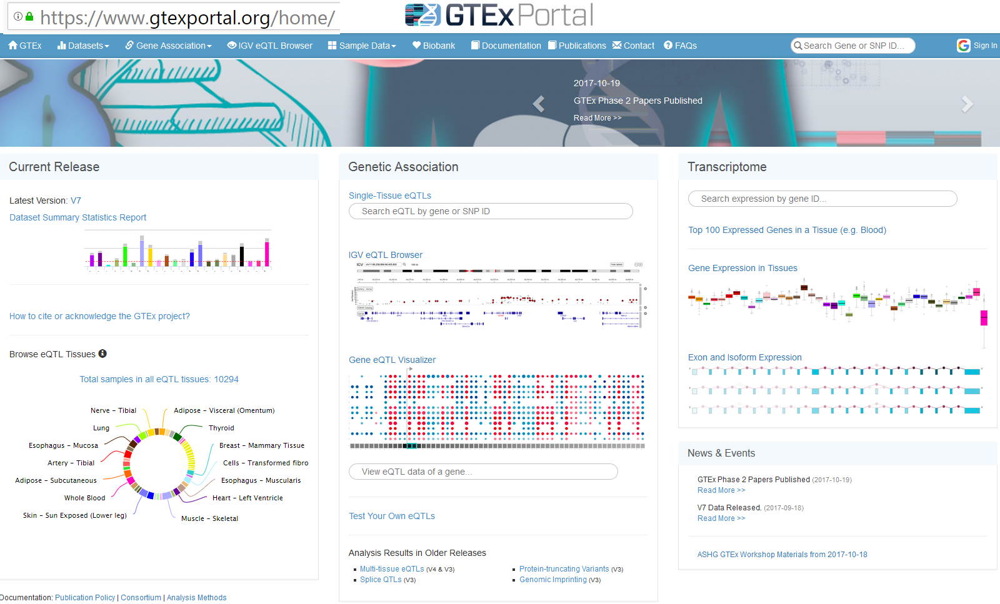 https://www.gtexportal.org/home/
GTEx Portal
GTEx Datasets Gene Association IGV eQTL Browser Sample Data Biobank Documentation Publications Contact FAQs Search Gene or SNP ID... Sign In
2017-10-19
GTEx Phase 2 Papers Published
Read More >>
Current Release
Latest Version: V7
Dataset Summary Statistics Report
How to cite or acknowledge the GTEx project?
Browse eQTL Tissues
Total samples in all eQTL tissues: 10294
Nerve – Tibial
Adipose – Visceral (Omentum)
Lung
Thyroid
Esophagus – Mucosa
Breast – Mammary Tissue
Artery – Tibial
Cells – Transformed fibro
Adipose – Subcutaneous
Esophagus – Muscularis
Whole Blood
Heart – Left Ventricle
Skin – Sun Exposed (Lower leg)
Muscle – Skeletal
Genetic Association
Single-Tissue eQTLs
Search eQTL by gene or SNP ID
IGV eQTL Browser
IGV
Gene eQTL Visualizer
View eQTL data of a gene...
Test Your Own eQTLs
Analysis Results in Older Releases
Multi-tissue eQTLs (V4 & V3)
Protein-truncating Variants (V3)
Splice QTLs (V3)
Genomic Imprinting (V3)
Transcriptome
Search expression by gene ID...
Top 100 Expressed Genes in a Tissue (e.g. Blood)
Gene Expression in Tissues
Exon and Isoform Expression
News & Events
GTEx Phase 2 Papers Published (2017-10-19)
Read More >>
V7 Data Released. (2017-09-18)
Read More >>
ASHG GTEx Workshop Materials from 2017-10-18
Documentation: Publication Policy | Consortium | Analysis Methods